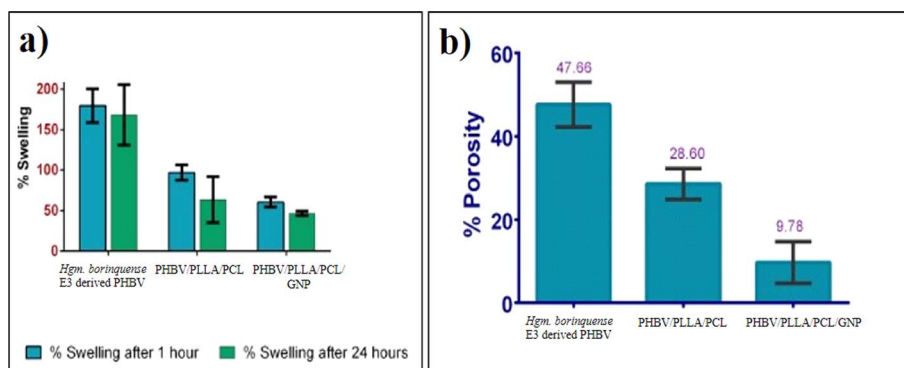 a)
% Swelling
200
150
100
50
0
Hgm. borinquense
E3 derived PHBV
PHBV/PLLA/PCL
PHBV/PLLA/PCL/
GNP
% Swelling after 1 hour
% Swelling after 24 hours
b)
% Porosity
60
40
20
0
47.66
28.60
9.78
Hgm. borinquense
E3 derived PHBV
PHBV/PLLA/PCL
PHBV/PLLA/PCL/GNP